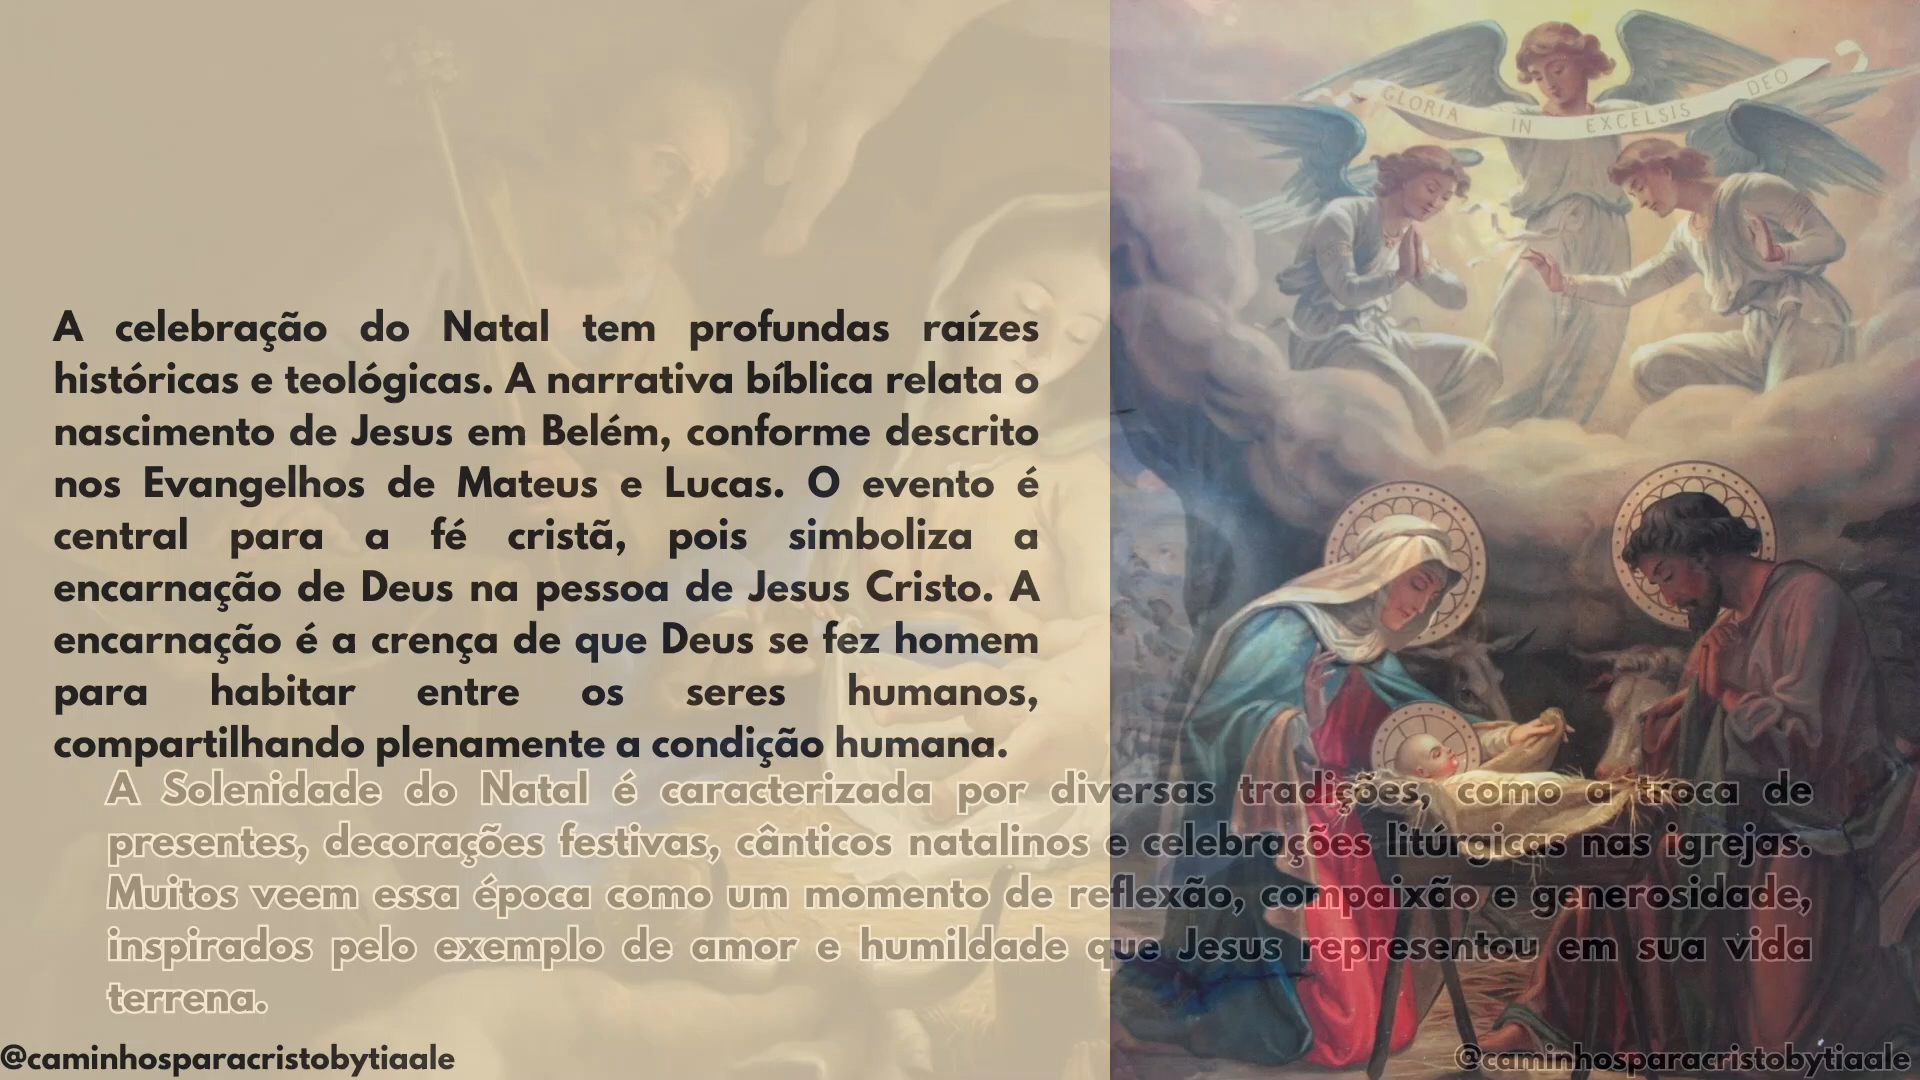 GLORIA IN EXCELSIS DEO
A celebração do Natal tem profundas raízes
históricas e teológicas. A narrativa bíblica relata o
nascimento de Jesus em Belém, conforme descrito
nos Evangelhos de Mateus e Lucas. O evento é
central para a fé cristã, pois simboliza a
encarnação de Deus na pessoa de Jesus Cristo. A
encarnação é a crença de que Deus se fez homem
para habitar entre os seres humanos,
compartilhando plenamente a condição humana.
A Solenidade do Natal é caracterizada por diversas tradições, como a troca de
presentes, decorações festivas, cânticos natalinos e celebrações litúrgicas nas igrejas.
Muitos veem essa época como um momento de reflexão, compaixão e generosidade,
inspirados pelo exemplo de amor e humildade que Jesus representou em sua vida
terrena.
@caminhosparacristobytiaale
@caminhosparacristobytiaale